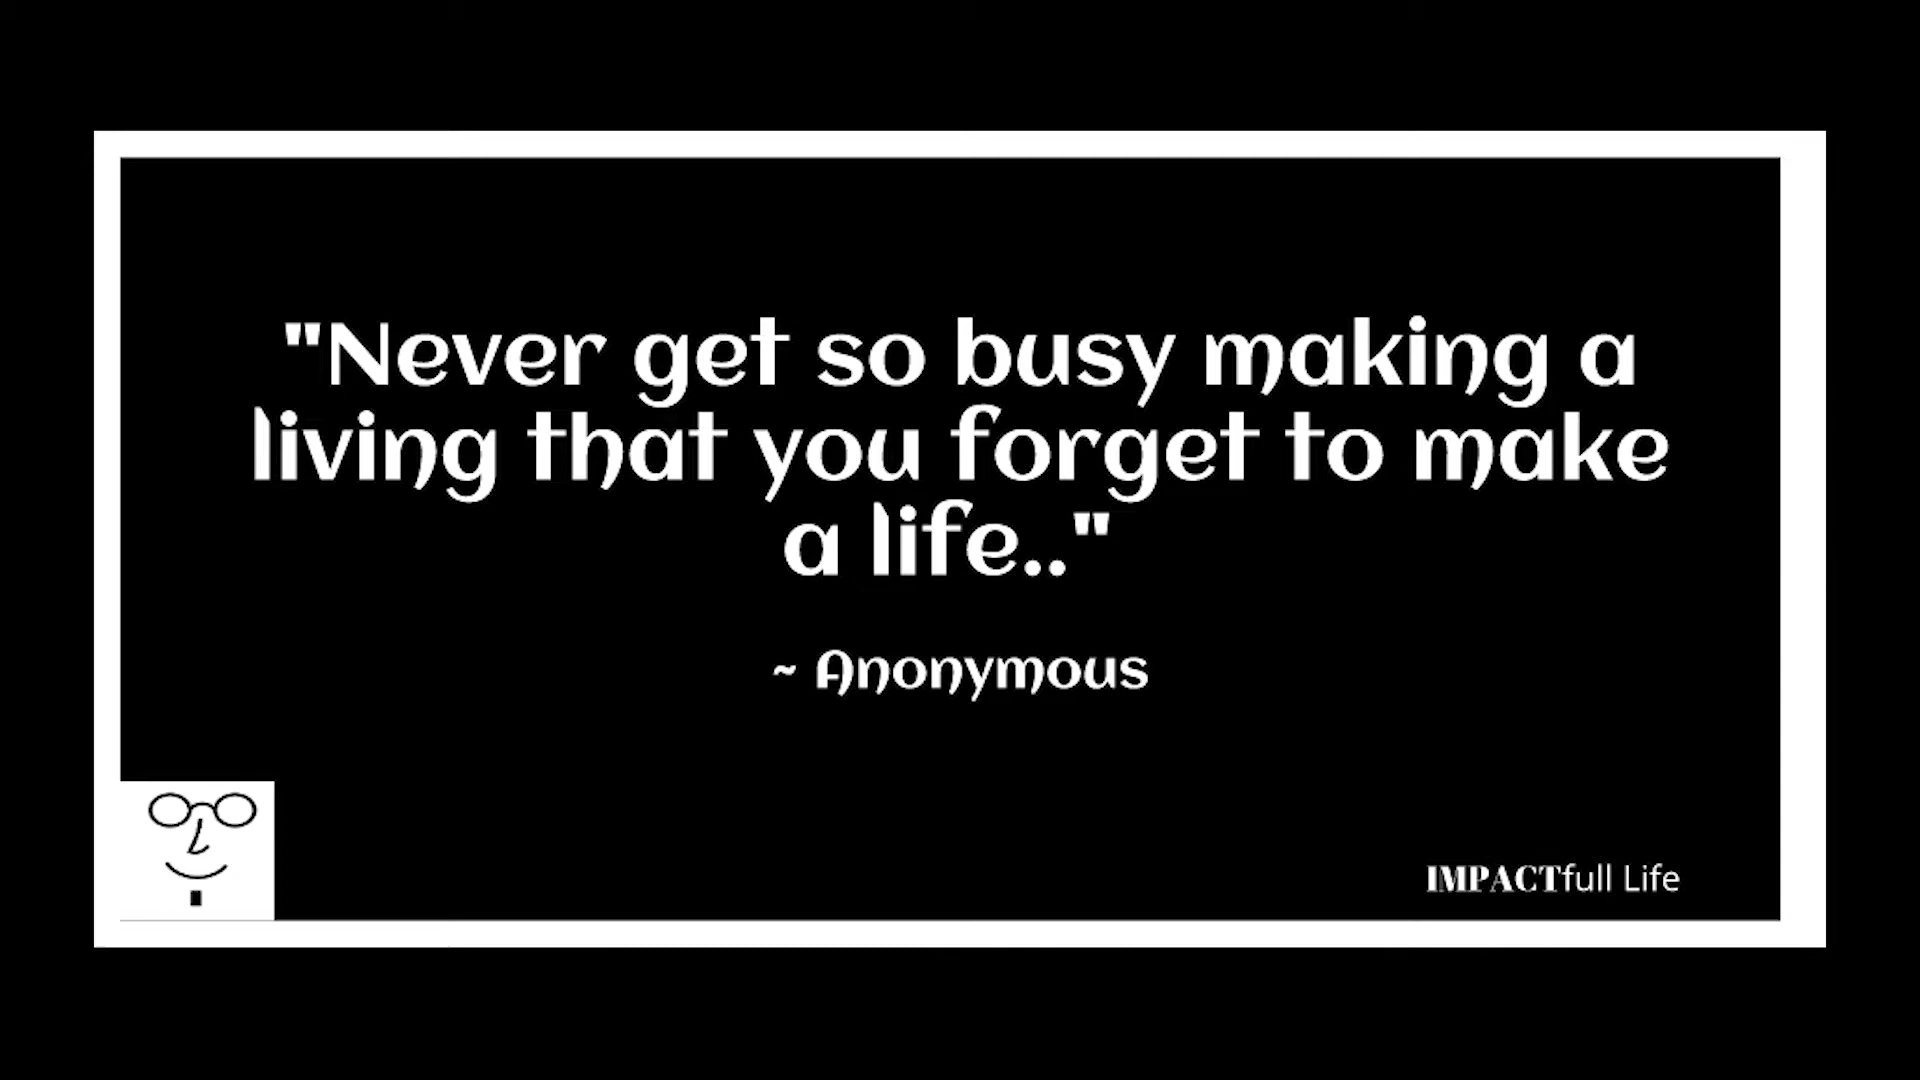 "Never get so busy making a
living that you forget to make
a life.."
~ Anonymous
IMPACTfull Life